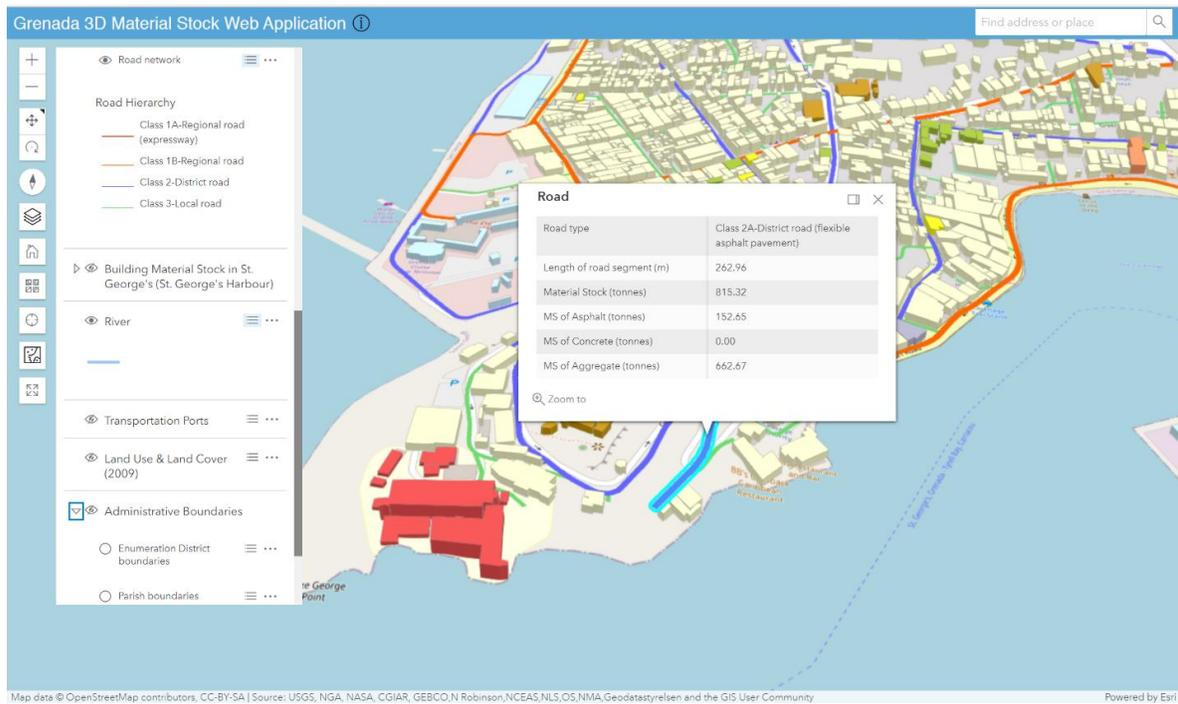 Grenada 3D Material Stock Web Application
Find address or place
Road network
Road Hierarchy
Class 1A-Regional road
(expressway)
Class 1B-Regional road
Class 2-District road
Class 3-Local road
Building Material Stock in St.
George's (St. George's Harbour)
River
Transportation Ports
Land Use & Land Cover
(2009)
Administrative Boundaries
Enumeration District
boundaries
Parish boundaries
Road
Road type
Class 2A-District road (flexible
asphalt pavement)
Length of road segment (m)
262.96
Material Stock (tonnes)
815.32
MS of Asphalt (tonnes)
152.65
MS of Concrete (tonnes)
0.00
MS of Aggregate (tonnes)
662.67
Zoom to
P
P
BB's
Restaurant
George
Point
Map data © OpenStreetMap contributors, CC-BY-SA | Source: USGS, NGA, NASA, CGIAR, GEBCO,N Robinson,NCEAS,NLS,OS,NMA,Geodatastyrelsen and the GIS User Community
Powered by Esri